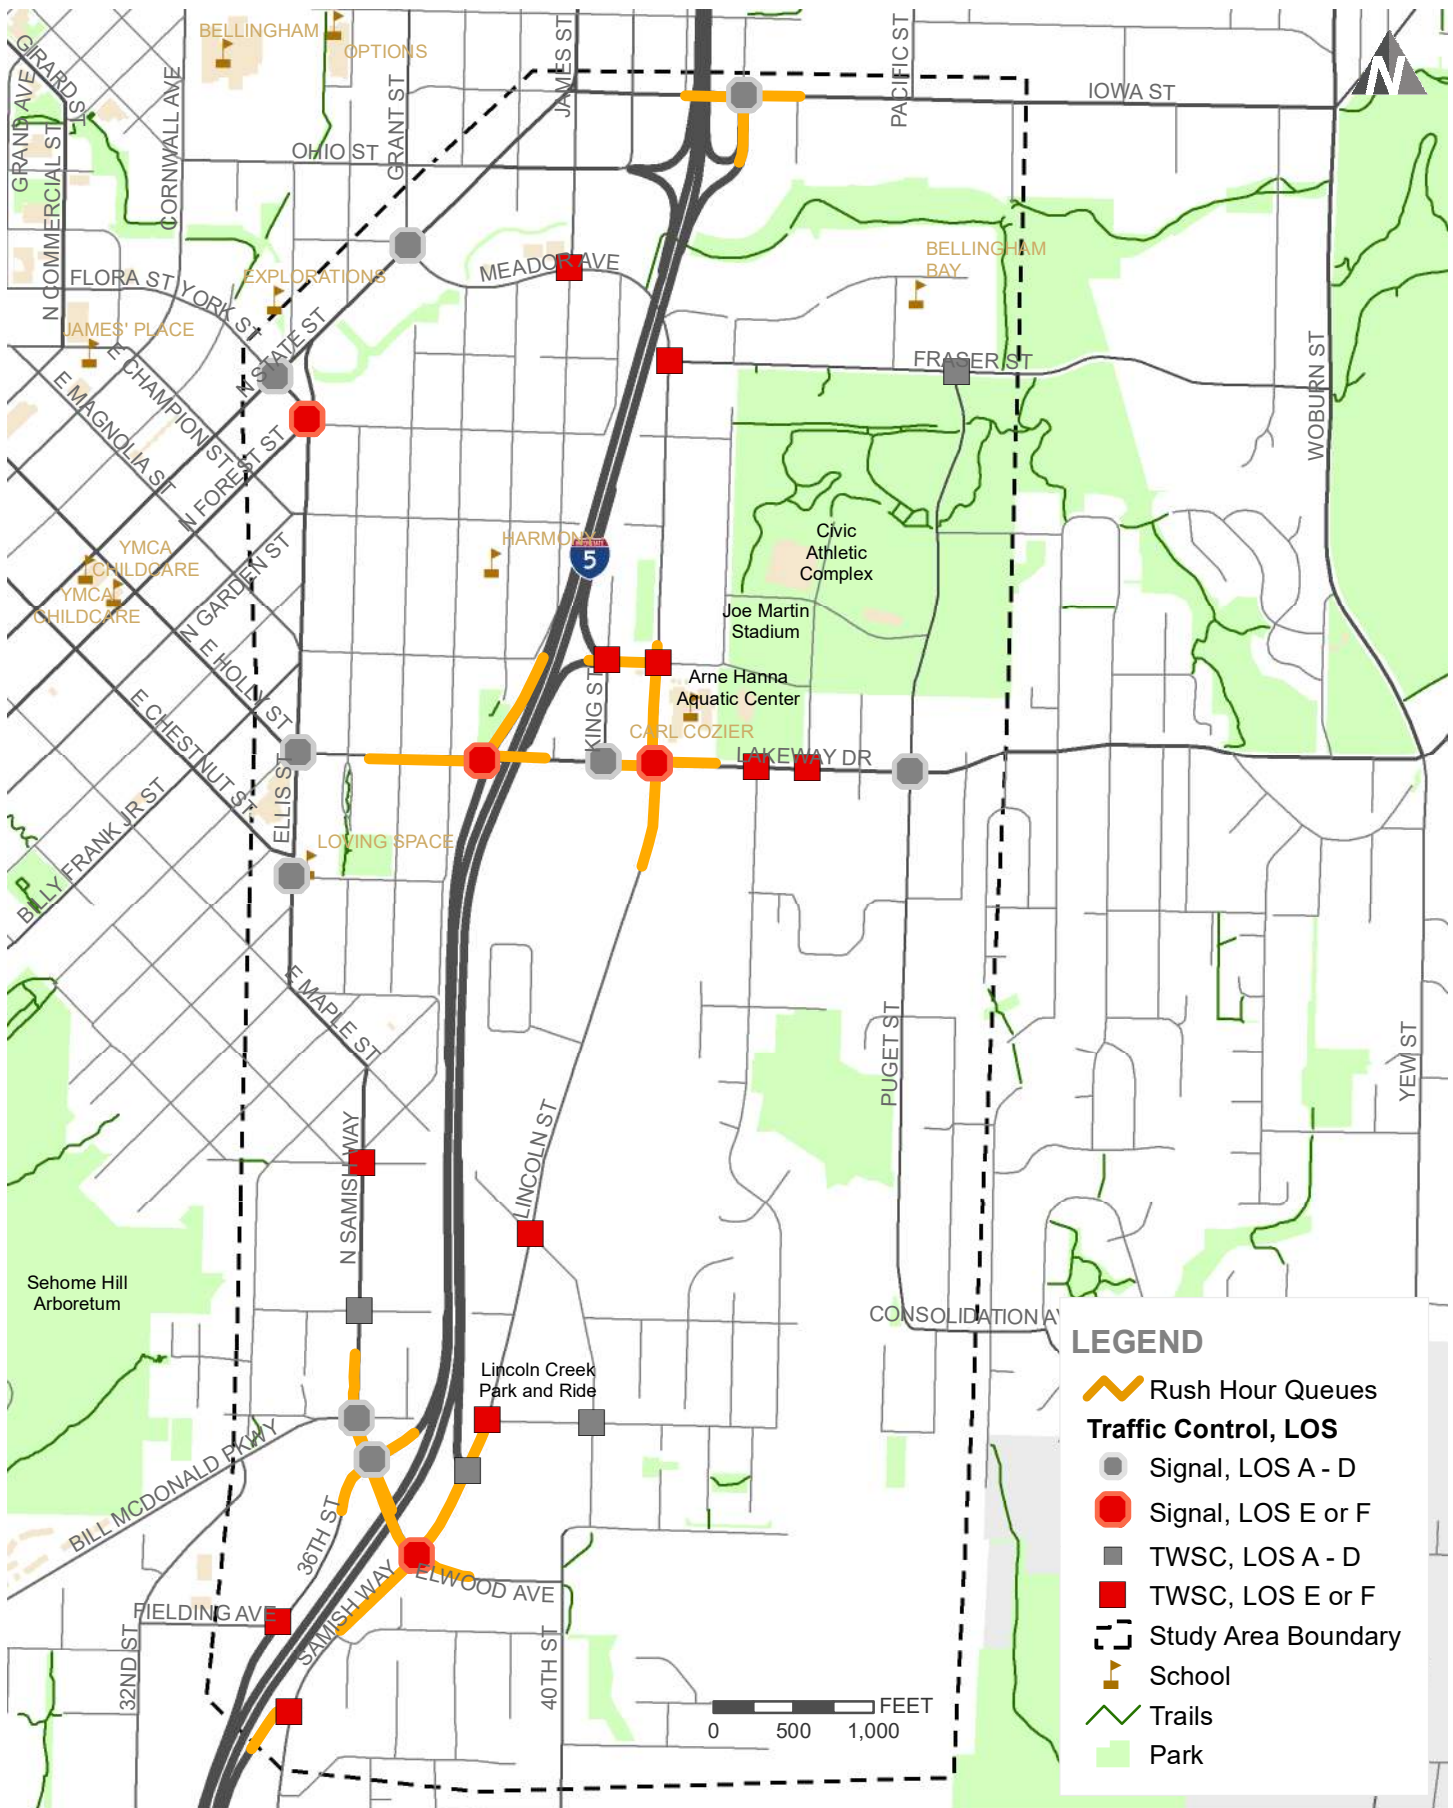 BELLINGHAM
OPTIONS
GIRARD ST
GRAND AVE
N COMMERCIAL ST
CORNWALL AVE
GRANT ST
JAMES ST
PACIFIC ST
IOWA ST
N
OHIO ST
MEADOR AVE
BELLINGHAM
BAY
EXPLORATIONS
FLORA ST
YORK ST
JAMES' PLACE
N STATE ST
E CHAMPION ST
E MAGNOLIA ST
N FOREST ST
FRASER ST
WOBURN ST
HARMONY
INTERSTATE
5
Civic
Athletic
Complex
YMCA
CHILDCARE
YMCA
CHILDCARE
N GARDEN ST
N E HOLLY ST
Joe Martin
Stadium
Arne Hanna
Aquatic Center
KING ST
CARL COZIER
LAKEWAY DR
E CHESTNUT ST
ELLIS ST
BILLY FRANK JR ST
LOVING SPACE
E MAPLE ST
PUGET ST
YEW ST
N SAMISH WAY
LINCOLN ST
Sehome Hill
Arboretum
CONSOLIDATION AV
Lincoln Creek
Park and Ride
BILL MCDONALD PKWY
36TH ST
ELWOOD AVE
SAMISH WAY
FIELDING AVE
32ND ST
40TH ST
FEET
0 500 1,000
LEGEND
Rush Hour Queues
Traffic Control, LOS
Signal, LOS A - D
Signal, LOS E or F
TWSC, LOS A - D
TWSC, LOS E or F
Study Area Boundary
School
Trails
Park